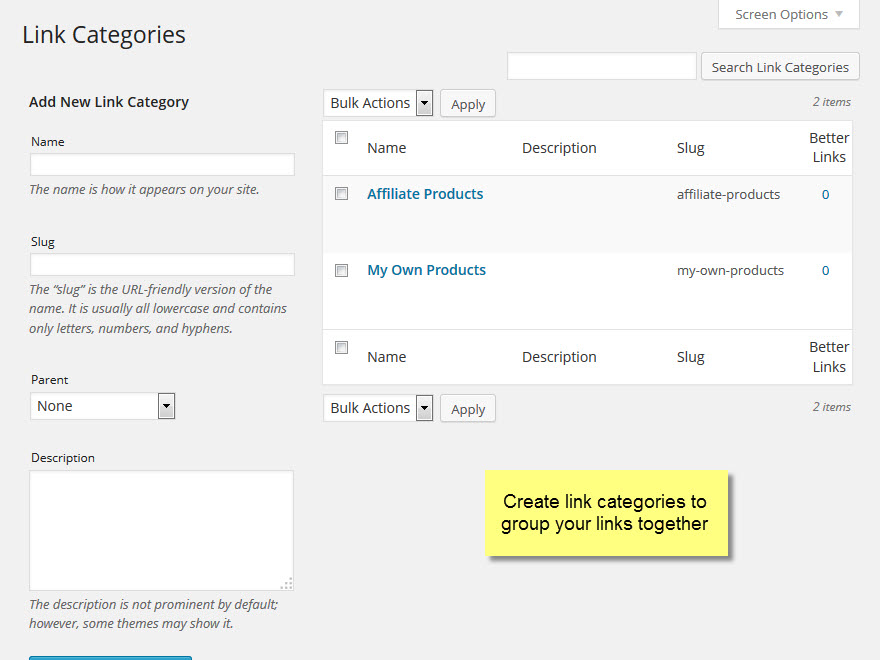 Screen Options
Link Categories
Search Link Categories
Add New Link Category
Name
The name is how it appears on your site.
Slug
The “slug” is the URL-friendly version of the
name. It is usually all lowercase and contains
only letters, numbers, and hyphens.
Parent
None
Description
The description is not prominent by default;
however, some themes may show it.
Bulk Actions
Apply
2 items
Name Description Slug Better
Links
Affiliate Products affiliate-products 0
My Own Products my-own-products 0
Name Description Slug Better
Links
Bulk Actions
Apply
2 items
Create link categories to
group your links together